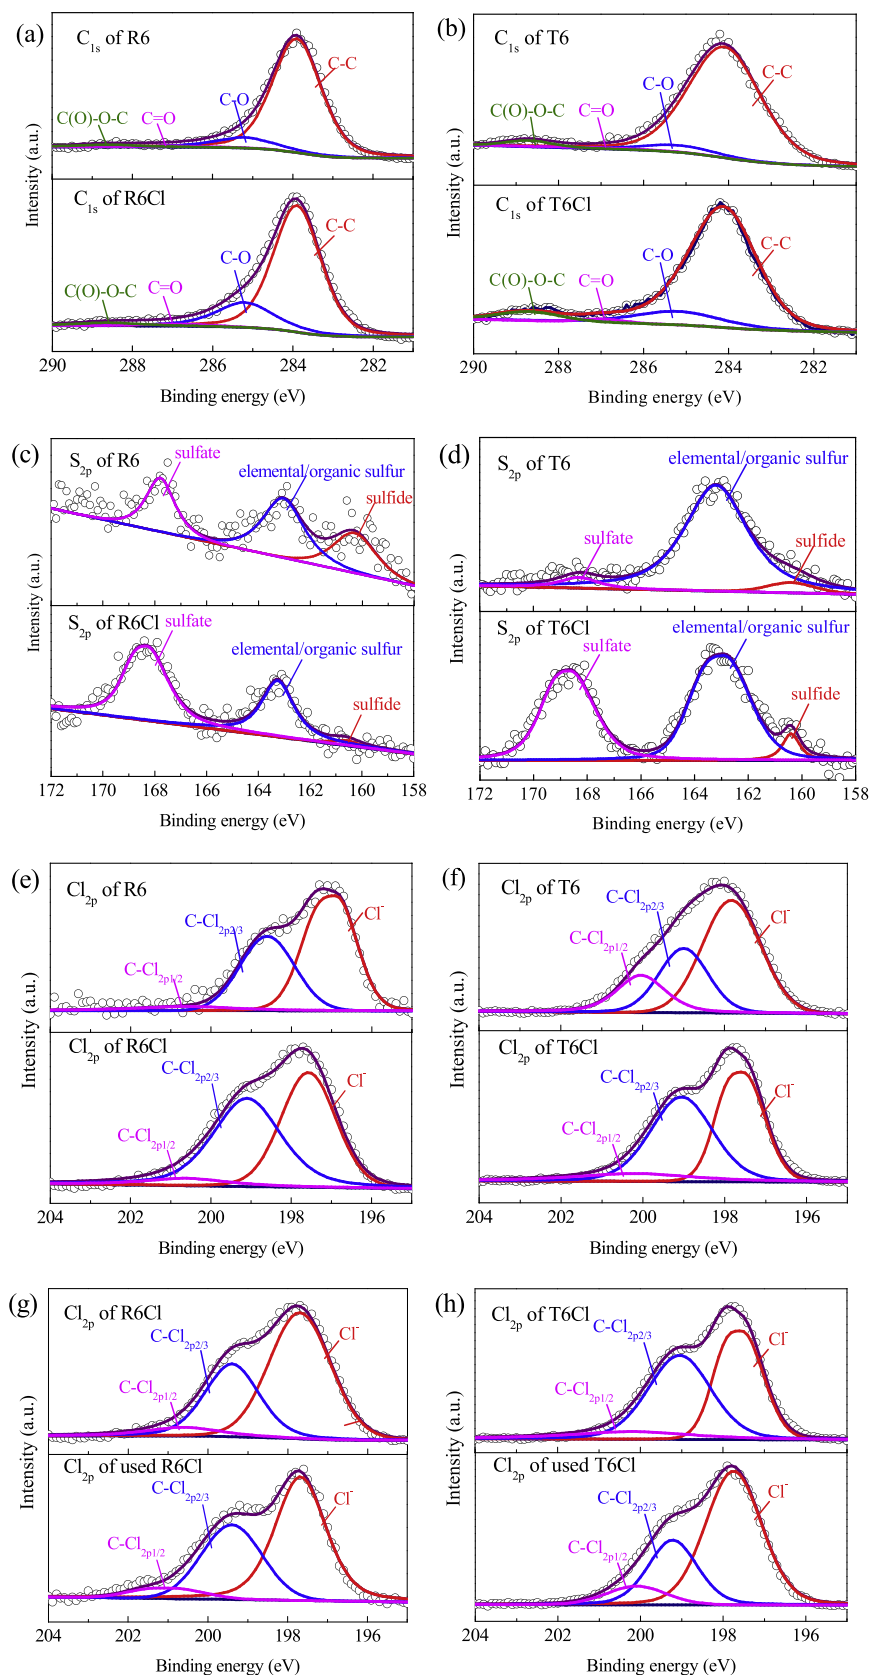 (a)
C1s of R6
C-C
C-O
C=O
C(O)-O-C
C1s of R6Cl
C-C
C-O
C=O
C(O)-O-C
Intensity (a.u.)
290 288 286 284 282
Binding energy (eV)
(b)
C1s of T6
C-C
C-O
C=O
C(O)-O-C
C1s of T6Cl
C-C
C-O
C=O
C(O)-O-C
Intensity (a.u.)
290 288 286 284 282
Binding energy (eV)
(c)
S2p of R6
sulfate
elemental/organic sulfur
sulfide
S2p of R6Cl
sulfate
elemental/organic sulfur
sulfide
Intensity (a.u.)
172 170 168 166 164 162 160 158
Binding energy (eV)
(d)
S2p of T6
elemental/organic sulfur
sulfate
sulfide
S2p of T6Cl
elemental/organic sulfur
sulfate
sulfide
Intensity (a.u.)
172 170 168 166 164 162 160 158
Binding energy (eV)
(e)
Cl2p of R6
C-Cl2p2/3
Cl-
C-Cl2p1/2
Cl2p of R6Cl
C-Cl2p2/3
Cl-
C-Cl2p1/2
Intensity (a.u.)
204 202 200 198 196
Binding energy (eV)
(f)
Cl2p of T6
C-Cl2p2/3
Cl-
C-Cl2p1/2
Cl2p of T6Cl
C-Cl2p2/3
Cl-
C-Cl2p1/2
Intensity (a.u.)
204 202 200 198 196
Binding energy (eV)
(g)
Cl2p of R6Cl
C-Cl2p2/3
Cl-
C-Cl2p1/2
Cl2p of used R6Cl
C-Cl2p2/3
Cl-
C-Cl2p1/2
Intensity (a.u.)
204 202 200 198 196
Binding energy (eV)
(h)
Cl2p of T6Cl
C-Cl2p2/3
Cl-
C-Cl2p1/2
Cl2p of used T6Cl
C-Cl2p2/3
Cl-
C-Cl2p1/2
Intensity (a.u.)
204 202 200 198 196
Binding energy (eV)